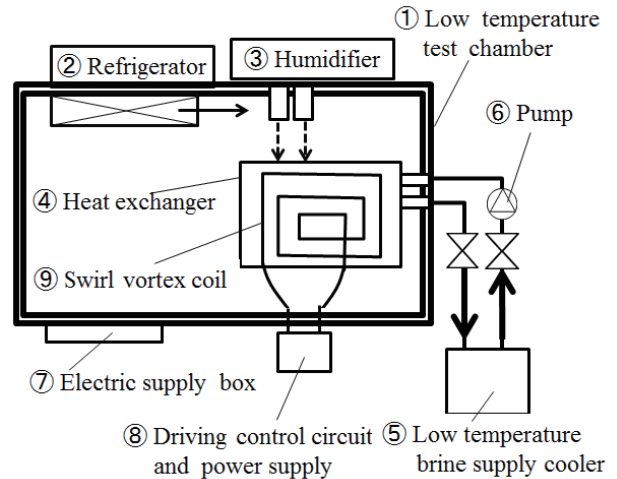 ① Low temperature
test chamber
② Refrigerator
③ Humidifier
⑥ Pump
④ Heat exchanger
⑨ Swirl vortex coil
⑦ Electric supply box
⑧ Driving control circuit
and power supply
⑤ Low temperature
brine supply cooler